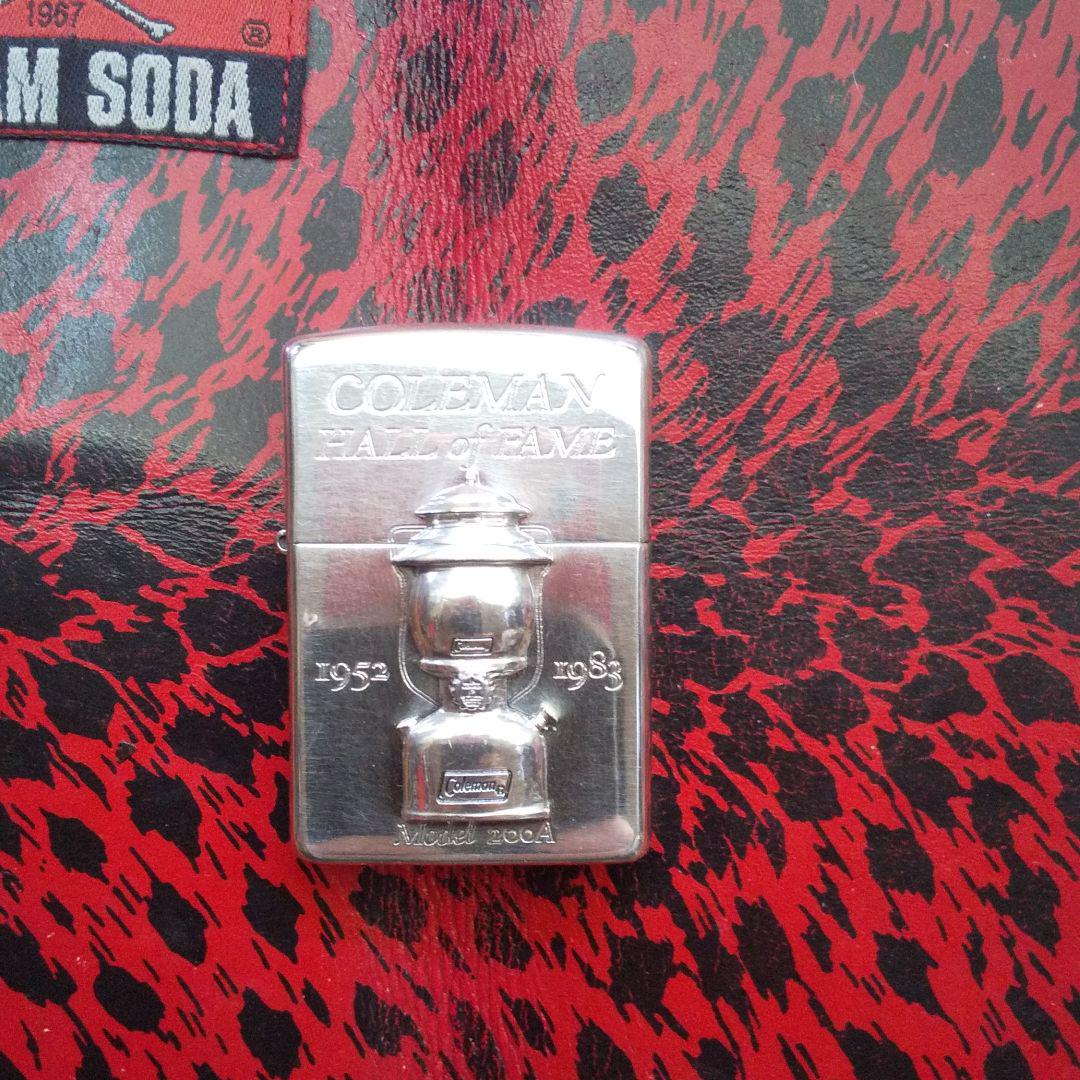 1967
AM SODA
COLEMAN
HALL of FAME
Coleman
1952
1983
Coleman
Model 200A